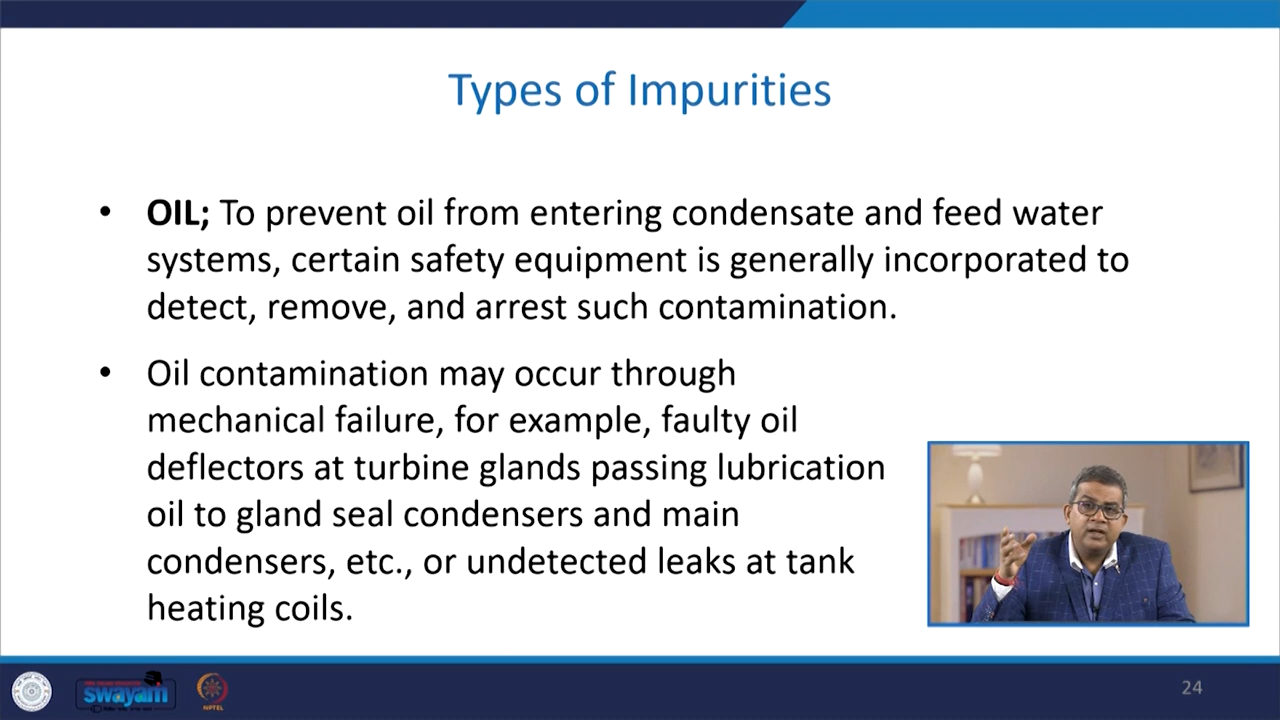 Types of Impurities
• OIL; To prevent oil from entering condensate and feed water
systems, certain safety equipment is generally incorporated to
detect, remove, and arrest such contamination.
• Oil contamination may occur through
mechanical failure, for example, faulty oil
deflectors at turbine glands passing lubrication
oil to gland seal condensers and main
condensers, etc., or undetected leaks at tank
heating coils.
swayam
NPTEL
24